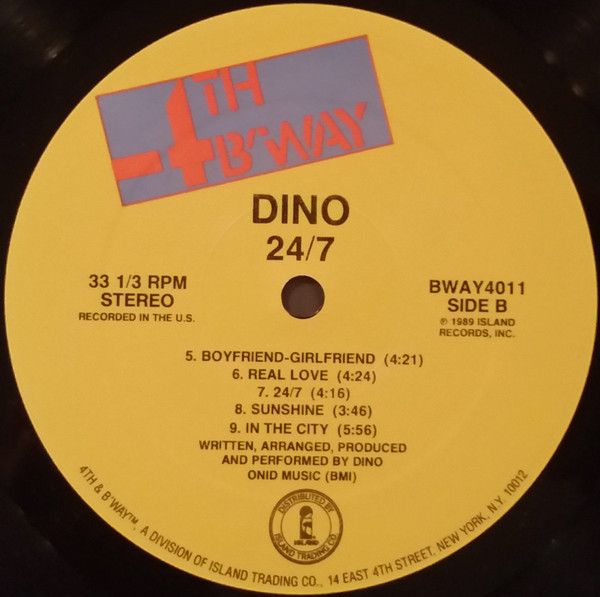 4TH
B'WAY
DINO
24/7
33 1/3 RPM
STEREO
RECORDED IN THE U.S.
BWAY4011
SIDE B
℗ 1989 ISLAND
RECORDS, INC.
5. BOYFRIEND-GIRLFRIEND (4:21)
6. REAL LOVE (4:24)
7. 24/7 (4:16)
8. SUNSHINE (3:46)
9. IN THE CITY (5:56)
WRITTEN, ARRANGED, PRODUCED
AND PERFORMED BY DINO
ONID MUSIC (BMI)
DISTRIBUTED BY
ISLAND
ISLAND TRADING CO.
4TH & B'WAY™, A DIVISION OF ISLAND TRADING CO., 14 EAST 4TH STREET, NEW YORK, N.Y. 10012